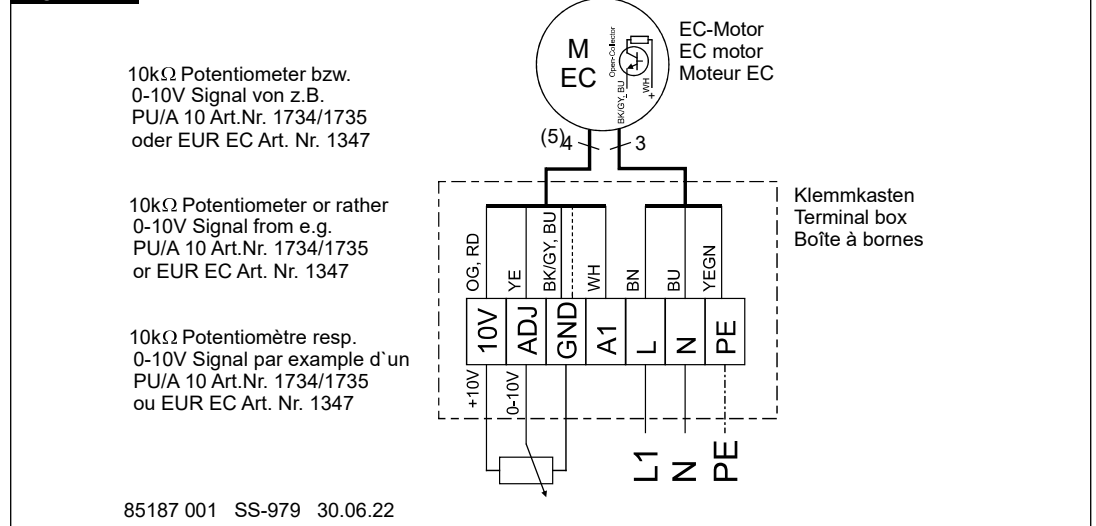 10kΩ Potentiometer bzw.
0-10V Signal von z.B.
PU/A 10 Art.Nr. 1734/1735
oder EUR EC Art. Nr. 1347
10kΩ Potentiometer or rather
0-10V Signal from e.g.
PU/A 10 Art.Nr. 1734/1735
or EUR EC Art. Nr. 1347
10kΩ Potentiomètre resp.
0-10V Signal par example d`un
PU/A 10 Art.Nr. 1734/1735
ou EUR EC Art. Nr. 1347
M
EC
Open-Collector
BK/GY, BU
-
+
WH
EC-Motor
EC motor
Moteur EC
(5)
4
3
Klemmkasten
Terminal box
Boîte à bornes
OG, RD
YE
BK/GY, BU
WH
BN
BU
YEGN
10V
ADJ
GND
A1
L
N
PE
+10V
0-10V
L1
N
PE
85187 001 SS-979 30.06.22